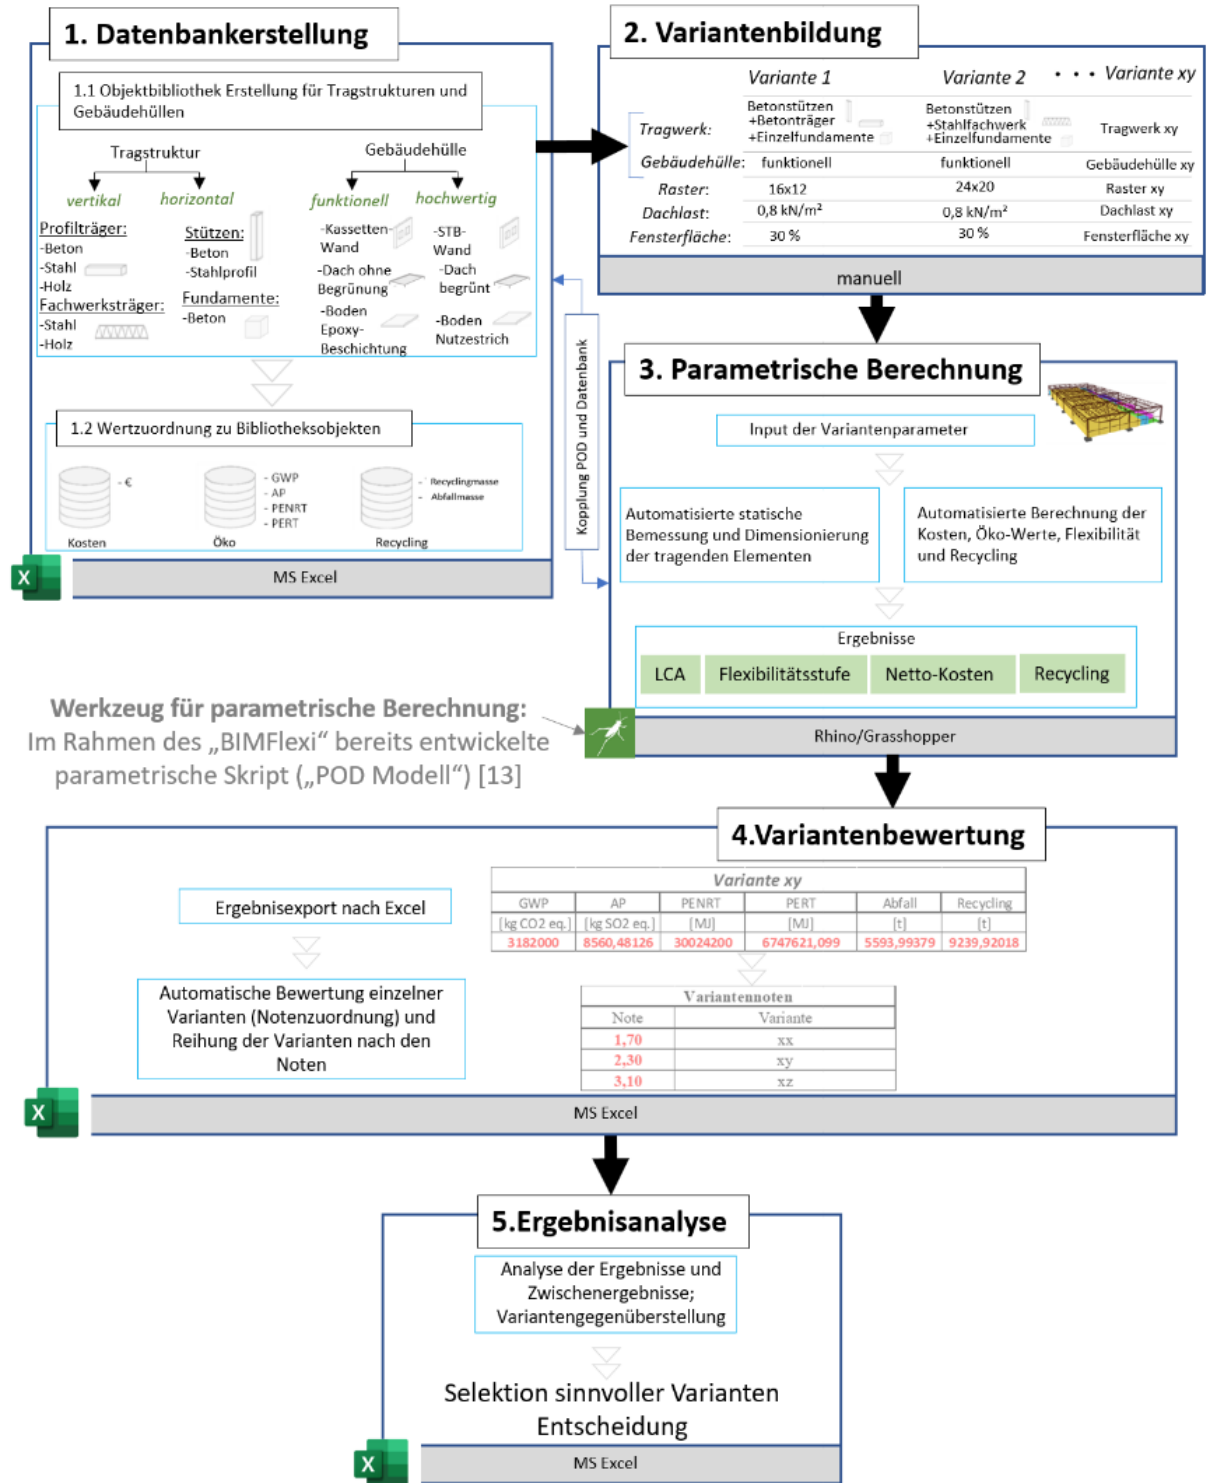 1. Datenbankerstellung
1.1 Objektbibliothek Erstellung für Tragstrukturen und
Gebäudehüllen
Tragstruktur
vertikal
horizontal
Profilträger:
-Beton
-Stahl
-Holz
Fachwerksträger:
-Stahl
-Holz
Stützen:
-Beton
-Stahlprofil
Fundamente:
-Beton
Gebäudehülle
funktionell
hochwertig
-Kassetten-
Wand
-Dach ohne
Begrünung
-Boden
Epoxy-
Beschichtung
-STB-
Wand
-Dach
begrünt
-Boden
Nutzestrich
1.2 Wertzuordnung zu Bibliotheksobjekten
- €
Kosten
- GWP
- AP
- PENRT
- PERT
Öko
- Recyclingmasse
- Abfallmasse
Recycling
X
MS Excel
Kopplung POD und Datenbank
2. Variantenbildung
Variante 1 Variante 2 • • • Variante xy
Tragwerk:
Betonstützen
+Betonträger
+Einzelfundamente
Betonstützen
+Stahlfachwerk
+Einzelfundamente
Tragwerk xy
Gebäudehülle: funktionell funktionell Gebäudehülle xy
Raster: 16x12 24x20 Raster xy
Dachlast: 0,8 kN/m² 0,8 kN/m² Dachlast xy
Fensterfläche: 30 % 30 % Fensterfläche xy
manuell
3. Parametrische Berechnung
Input der Variantenparameter
Automatisierte statische
Bemessung und Dimensionierung
der tragenden Elementen
Automatisierte Berechnung der
Kosten, Öko-Werte, Flexibilität
und Recycling
Ergebnisse
LCA Flexibilitätsstufe Netto-Kosten Recycling
Rhino/Grasshopper
Werkzeug für parametrische Berechnung:
Im Rahmen des „BIMFlexi“ bereits entwickelte
parametrische Skript („POD Modell“) [13]
4.Variantenbewertung
Ergebnisexport nach Excel
Automatische Bewertung einzelner
Varianten (Notenzuordnung) und
Reihung der Varianten nach den
Noten
Variante xy
GWP AP PENRT PERT Abfall Recycling
[kg CO2 eq.] [kg SO2 eq.] [MJ] [MJ] [t] [t]
3182000 8560,48126 30024200 6747621,099 5593,99379 9239,92018
Variantennoten
Note Variante
1,70 xx
2,30 xy
3,10 xz
X
MS Excel
5.Ergebnisanalyse
Analyse der Ergebnisse und
Zwischenergebnisse;
Variantengegenüberstellung
Selektion sinnvoller Varianten
Entscheidung
X
MS Excel